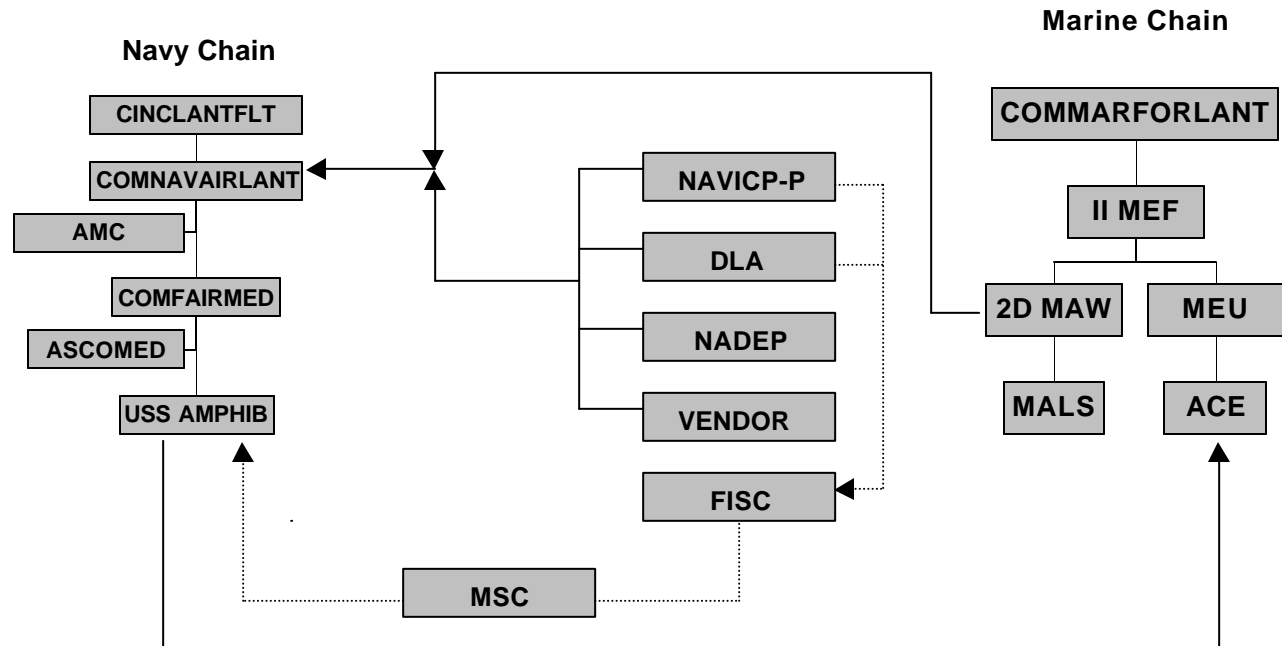 Marine Chain
Navy Chain
CINCLANTFLT
COMNAVAIRLANT
AMC
COMFAIRMED
ASCOMED
USS AMPHIB
NAVICP-P
DLA
NADEP
VENDOR
FISC
MSC
COMMARFORLANT
II MEF
2D MAW
MEU
MALS
ACE